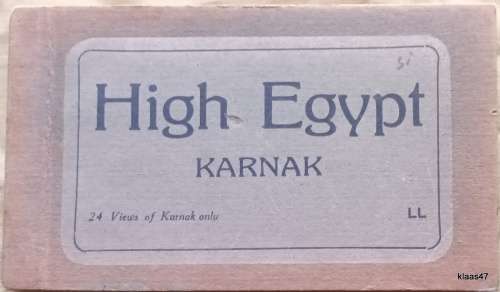 High Egypt
KARNAK
24 Views of Karnak only
LL
klaas47